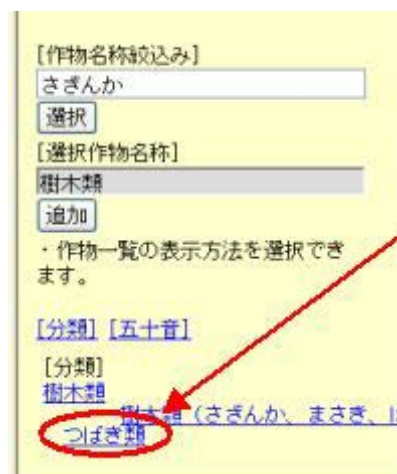 [作物名称絞込み]
さざんか
選択
[選択作物名称]
樹木類
追加
・作物一覧の表示方法を選択でき
ます。
[分類] [五十音]
[分類]
樹木類
樹木類（さざんか、まさき、
つばき類